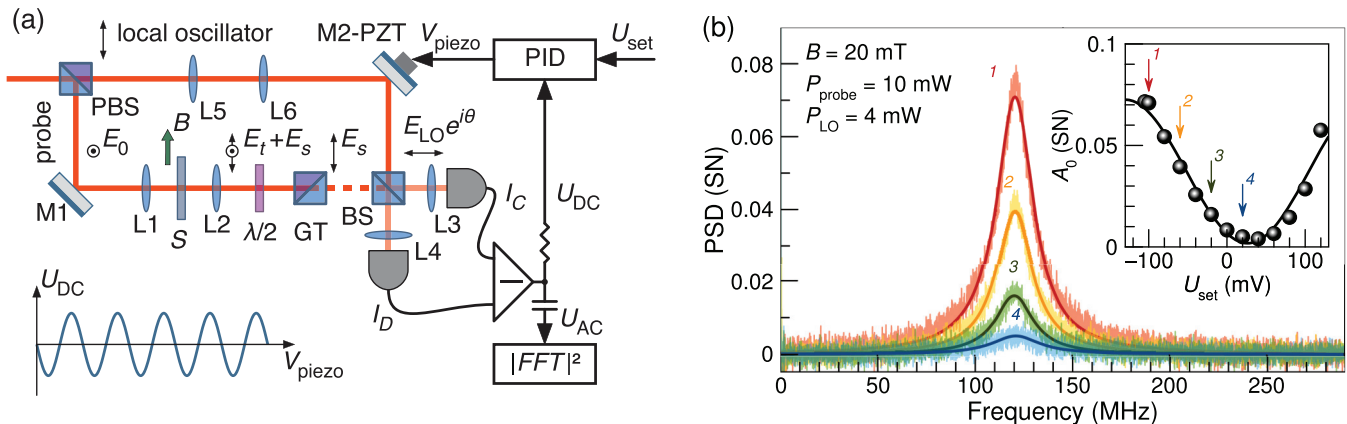 (a)
local oscillator
M2-PZT
V_piezo
PID
U_set
PBS
L5
L6
probe
E_0
B
E_t + E_s
E_s
E_LO e^{iθ}
M1
L1
S
L2
λ/2
GT
BS
L3
L4
I_C
U_DC
I_D
−
U_AC
|FFT|²
U_DC
V_piezo
(b)
B = 20 mT
P_probe = 10 mW
P_LO = 4 mW
PSD (SN)
0.08
0.06
0.04
0.02
0
0
50
100
150
200
250
Frequency (MHz)
1
2
3
4
A_0 (SN)
0.1
0.05
0
−100
0
100
U_set (mV)
1
2
3
4